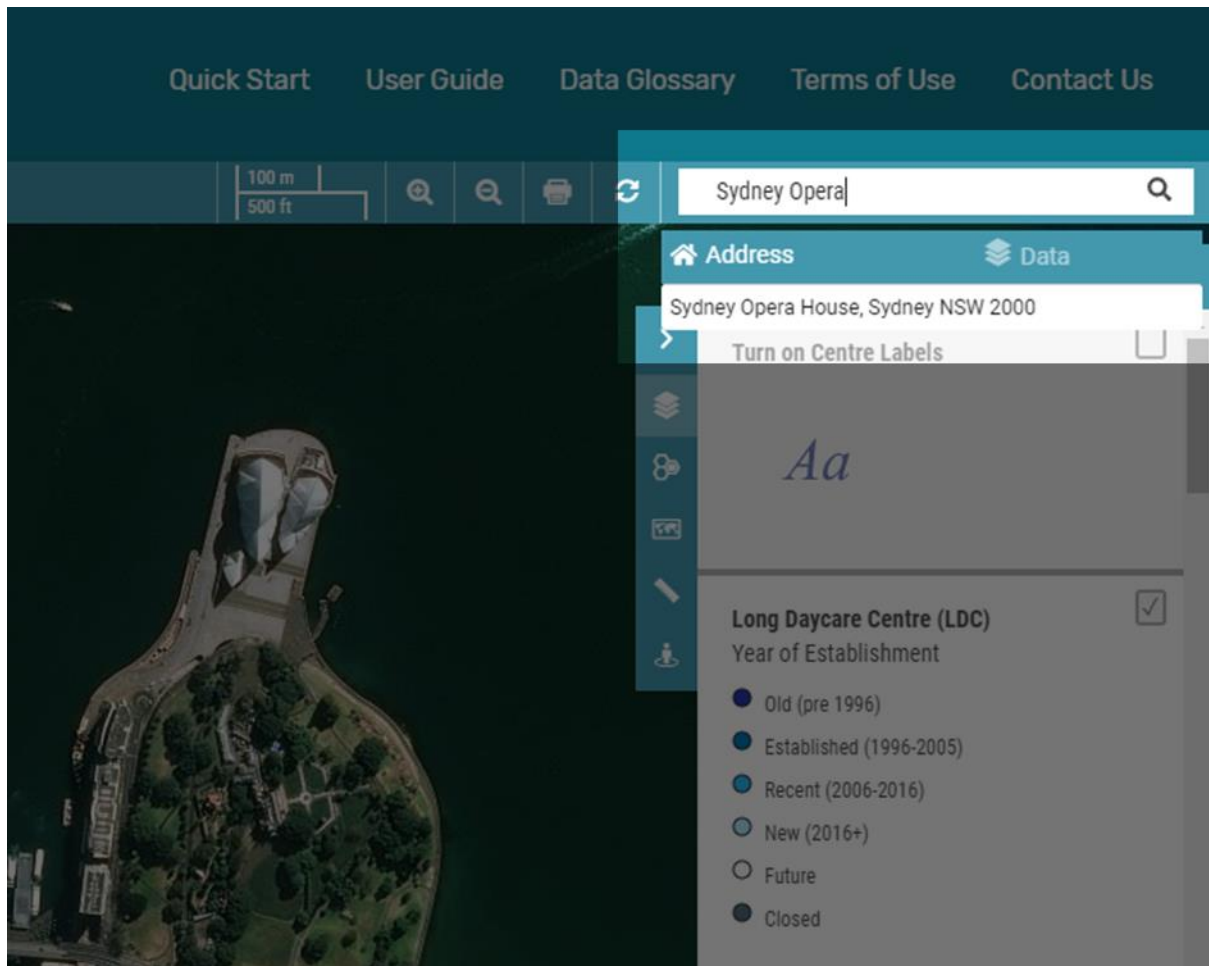 Quick Start User Guide Data Glossary Terms of Use Contact Us
100 m
500 ft
Sydney Opera
Address Data
Sydney Opera House, Sydney NSW 2000
Turn on Centre Labels
Aa
Long Daycare Centre (LDC)
Year of Establishment
Old (pre 1996)
Established (1996-2005)
Recent (2006-2016)
New (2016+)
Future
Closed